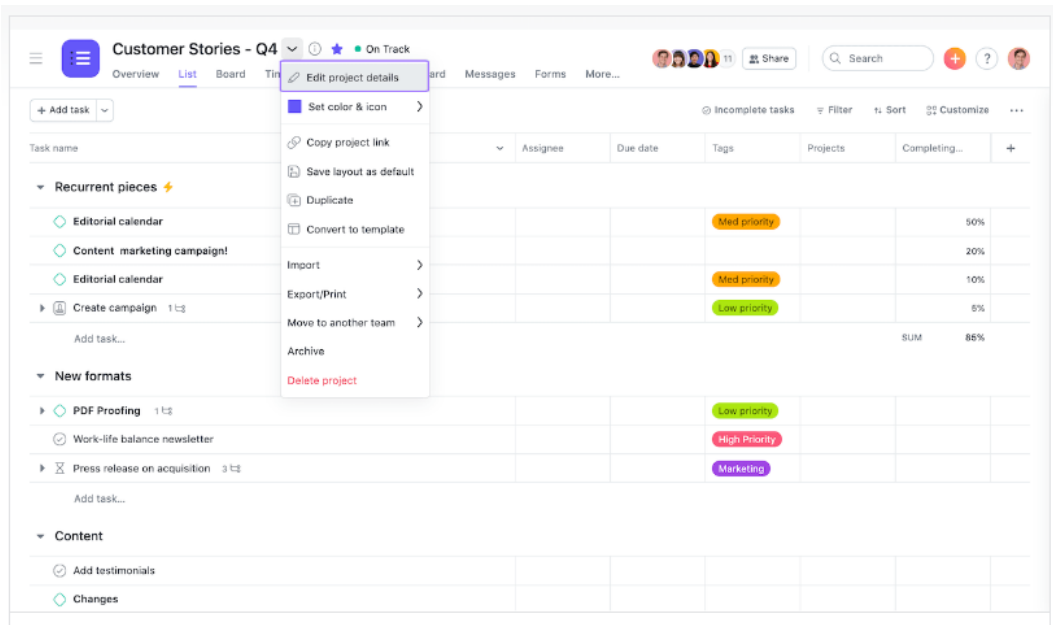 Customer Stories - Q4
On Track
11
Share
Search
?
Overview List Board Tin ard Messages Forms More...
Edit project details
Set color & icon
Copy project link
Save layout as default
Duplicate
Convert to template
Import
Export/Print
Move to another team
Archive
Delete project
+ Add task
Incomplete tasks Filter Sort Customize ...
Task name Assignee Due date Tags Projects Completing... +
Recurrent pieces
Editorial calendar Med priority 50%
Content marketing campaign! 20%
Editorial calendar Med priority 10%
Create campaign 1 Low priority 5%
Add task... SUM 85%
New formats
PDF Proofing 1 Low priority
Work-life balance newsletter High Priority
Press release on acquisition 3 Marketing
Add task...
Content
Add testimonials
Changes